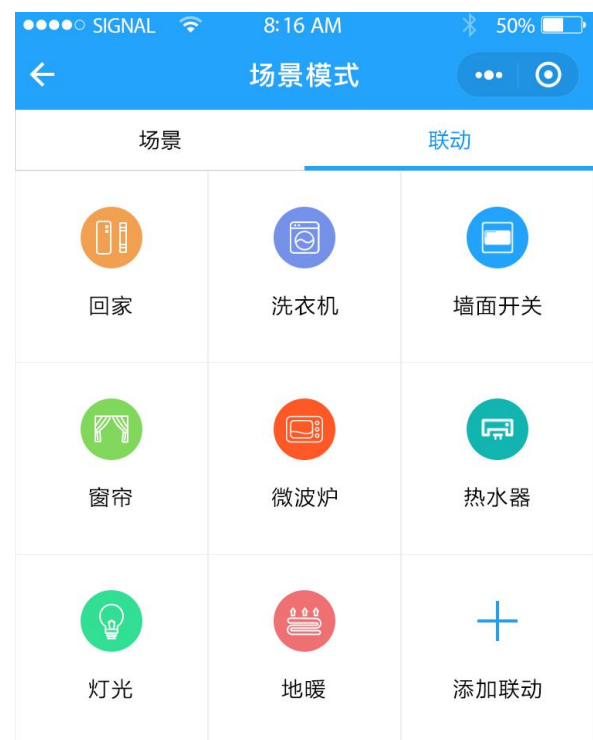 SIGNAL 8:16 AM 50%
场景模式
场景 联动
回家 洗衣机 墙面开关
窗帘 微波炉 热水器
灯光 地暖 添加联动